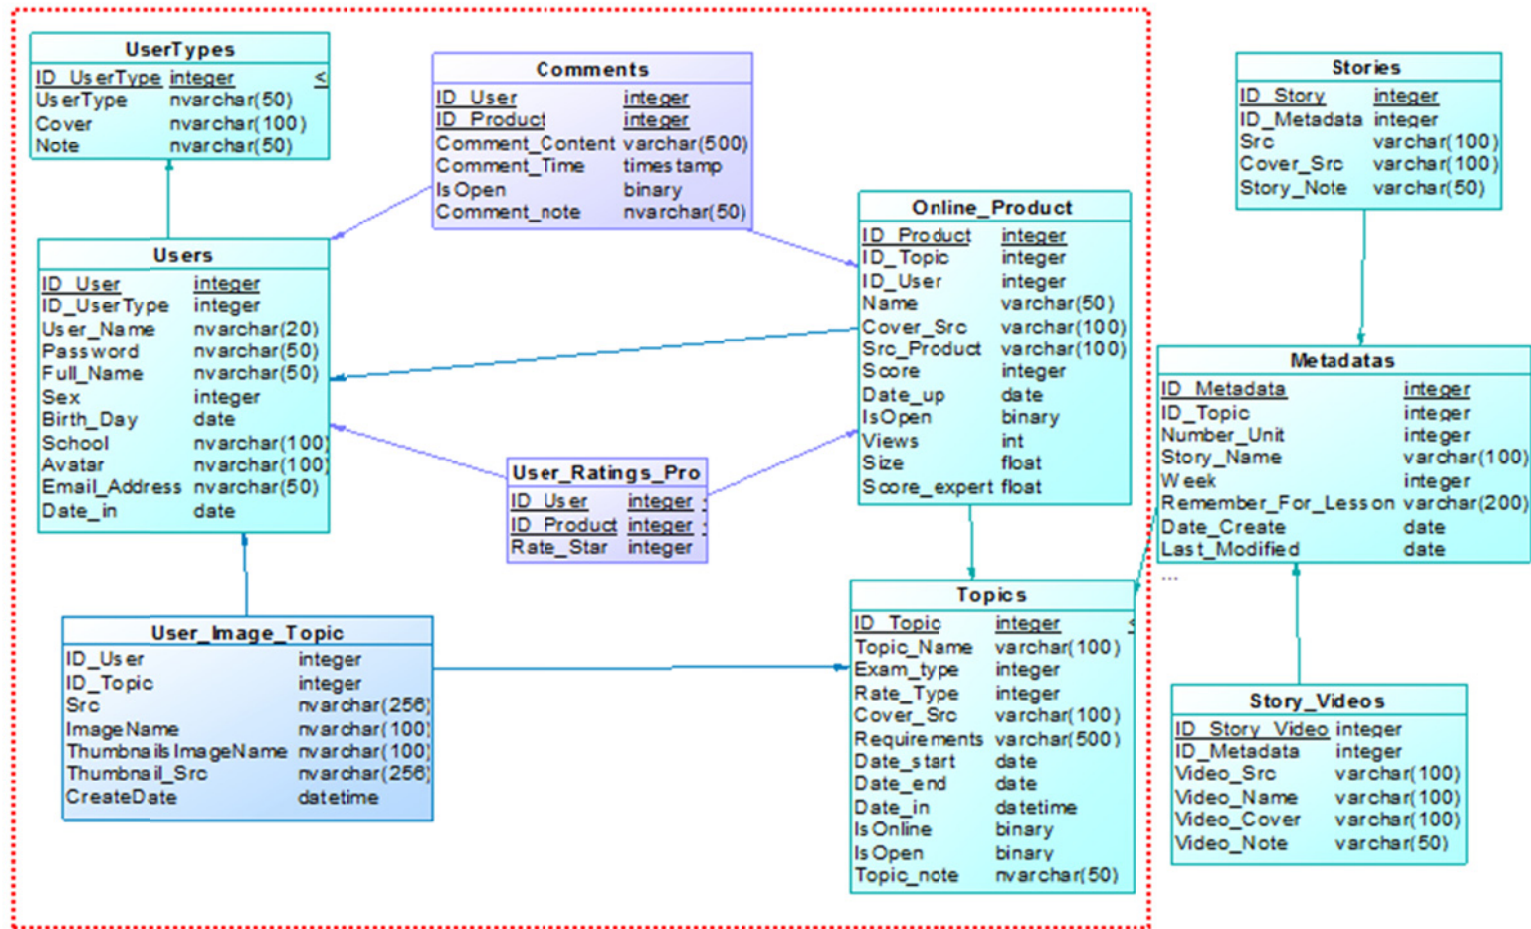 UserTypes
ID_UserType integer <
UserType nvarchar(50)
Cover nvarchar(100)
Note nvarchar(50)
Comments
ID_User integer
ID_Product integer
Comment_Content varchar(500)
Comment_Time timestamp
IsOpen binary
Comment_note nvarchar(50)
Stories
ID_Story integer
ID_Metadata integer
Src varchar(100)
Cover_Src varchar(100)
Story_Note varchar(50)
Users
ID_User integer
ID_UserType integer
User_Name nvarchar(20)
Password nvarchar(50)
Full_Name nvarchar(50)
Sex integer
Birth_Day date
School nvarchar(100)
Avatar nvarchar(100)
Email_Address nvarchar(50)
Date_in date
Online_Product
ID_Product integer
ID_Topic integer
ID_User integer
Name varchar(50)
Cover_Src varchar(100)
Src_Product varchar(100)
Score integer
Date_up date
IsOpen binary
Views int
Size float
Score_expert float
Metadatas
ID_Metadata integer
ID_Topic integer
Number_Unit integer
Story_Name varchar(100)
Week integer
Remember_For_Lesson varchar(200)
Date_Create date
Last_Modified date
...
User_Ratings_Pro
ID_User integer
ID_Product integer
Rate_Star integer
User_Image_Topic
ID_User integer
ID_Topic integer
Src nvarchar(256)
ImageName nvarchar(100)
ThumbnailsImageName nvarchar(100)
Thumbnail_Src nvarchar(256)
CreateDate datetime
Topics
ID_Topic integer <
Topic_Name varchar(100)
Exam_type integer
Rate_Type integer
Cover_Src varchar(100)
Requirements varchar(500)
Date_start date
Date_end date
Date_in datetime
IsOnline binary
IsOpen binary
Topic_note nvarchar(50)
Story_Videos
ID_Story_Video integer
ID_Metadata integer
Video_Src varchar(100)
Video_Name varchar(100)
Video_Cover varchar(100)
Video_Note varchar(50)